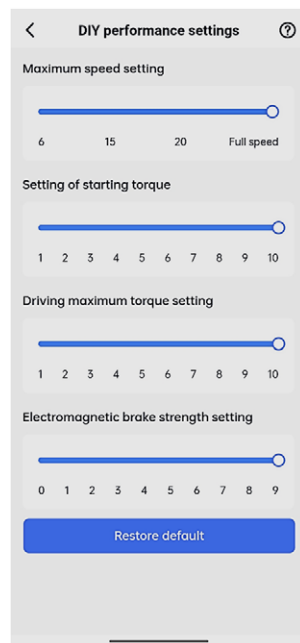 DIY performance settings
Maximum speed setting
6 15 20 Full speed
Setting of starting torque
1 2 3 4 5 6 7 8 9 10
Driving maximum torque setting
1 2 3 4 5 6 7 8 9 10
Electromagnetic brake strength setting
0 1 2 3 4 5 6 7 8 9
Restore default